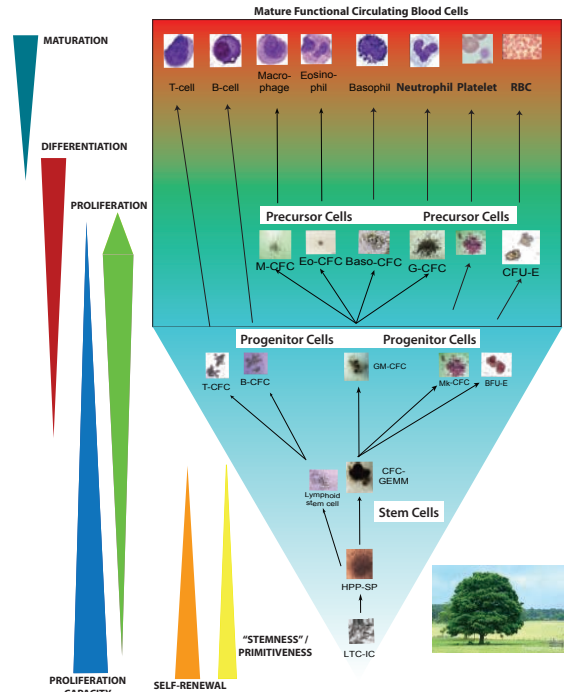 Mature Functional Circulating Blood Cells
MATURATION
T-cell
B-cell
Macro-
phage
Eosino-
phil
Basophil
Neutrophil
Platelet
RBC
DIFFERENTIATION
PROLIFERATION
Precursor Cells
Precursor Cells
M-CFC
Eo-CFC
Baso-CFC
G-CFC
CFU-E
Progenitor Cells
Progenitor Cells
T-CFC
B-CFC
GM-CFC
Mk-CFC
BFU-E
CFC-
GEMM
Lymphoid
stem cell
Stem Cells
HPP-SP
"STEMNESS" /
PRIMITIVENESS
LTC-IC
PROLIFERATION
CAPACITY
SELF-RENEWAL